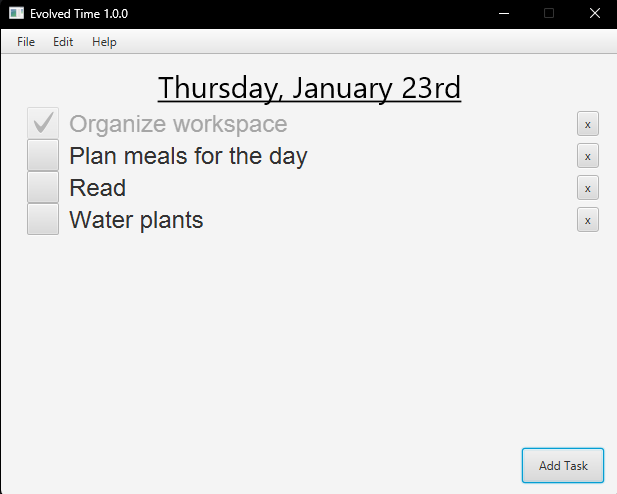 Evolved Time 1.0.0
File Edit Help
Thursday, January 23rd
Organize workspace x
Plan meals for the day x
Read x
Water plants x
Add Task